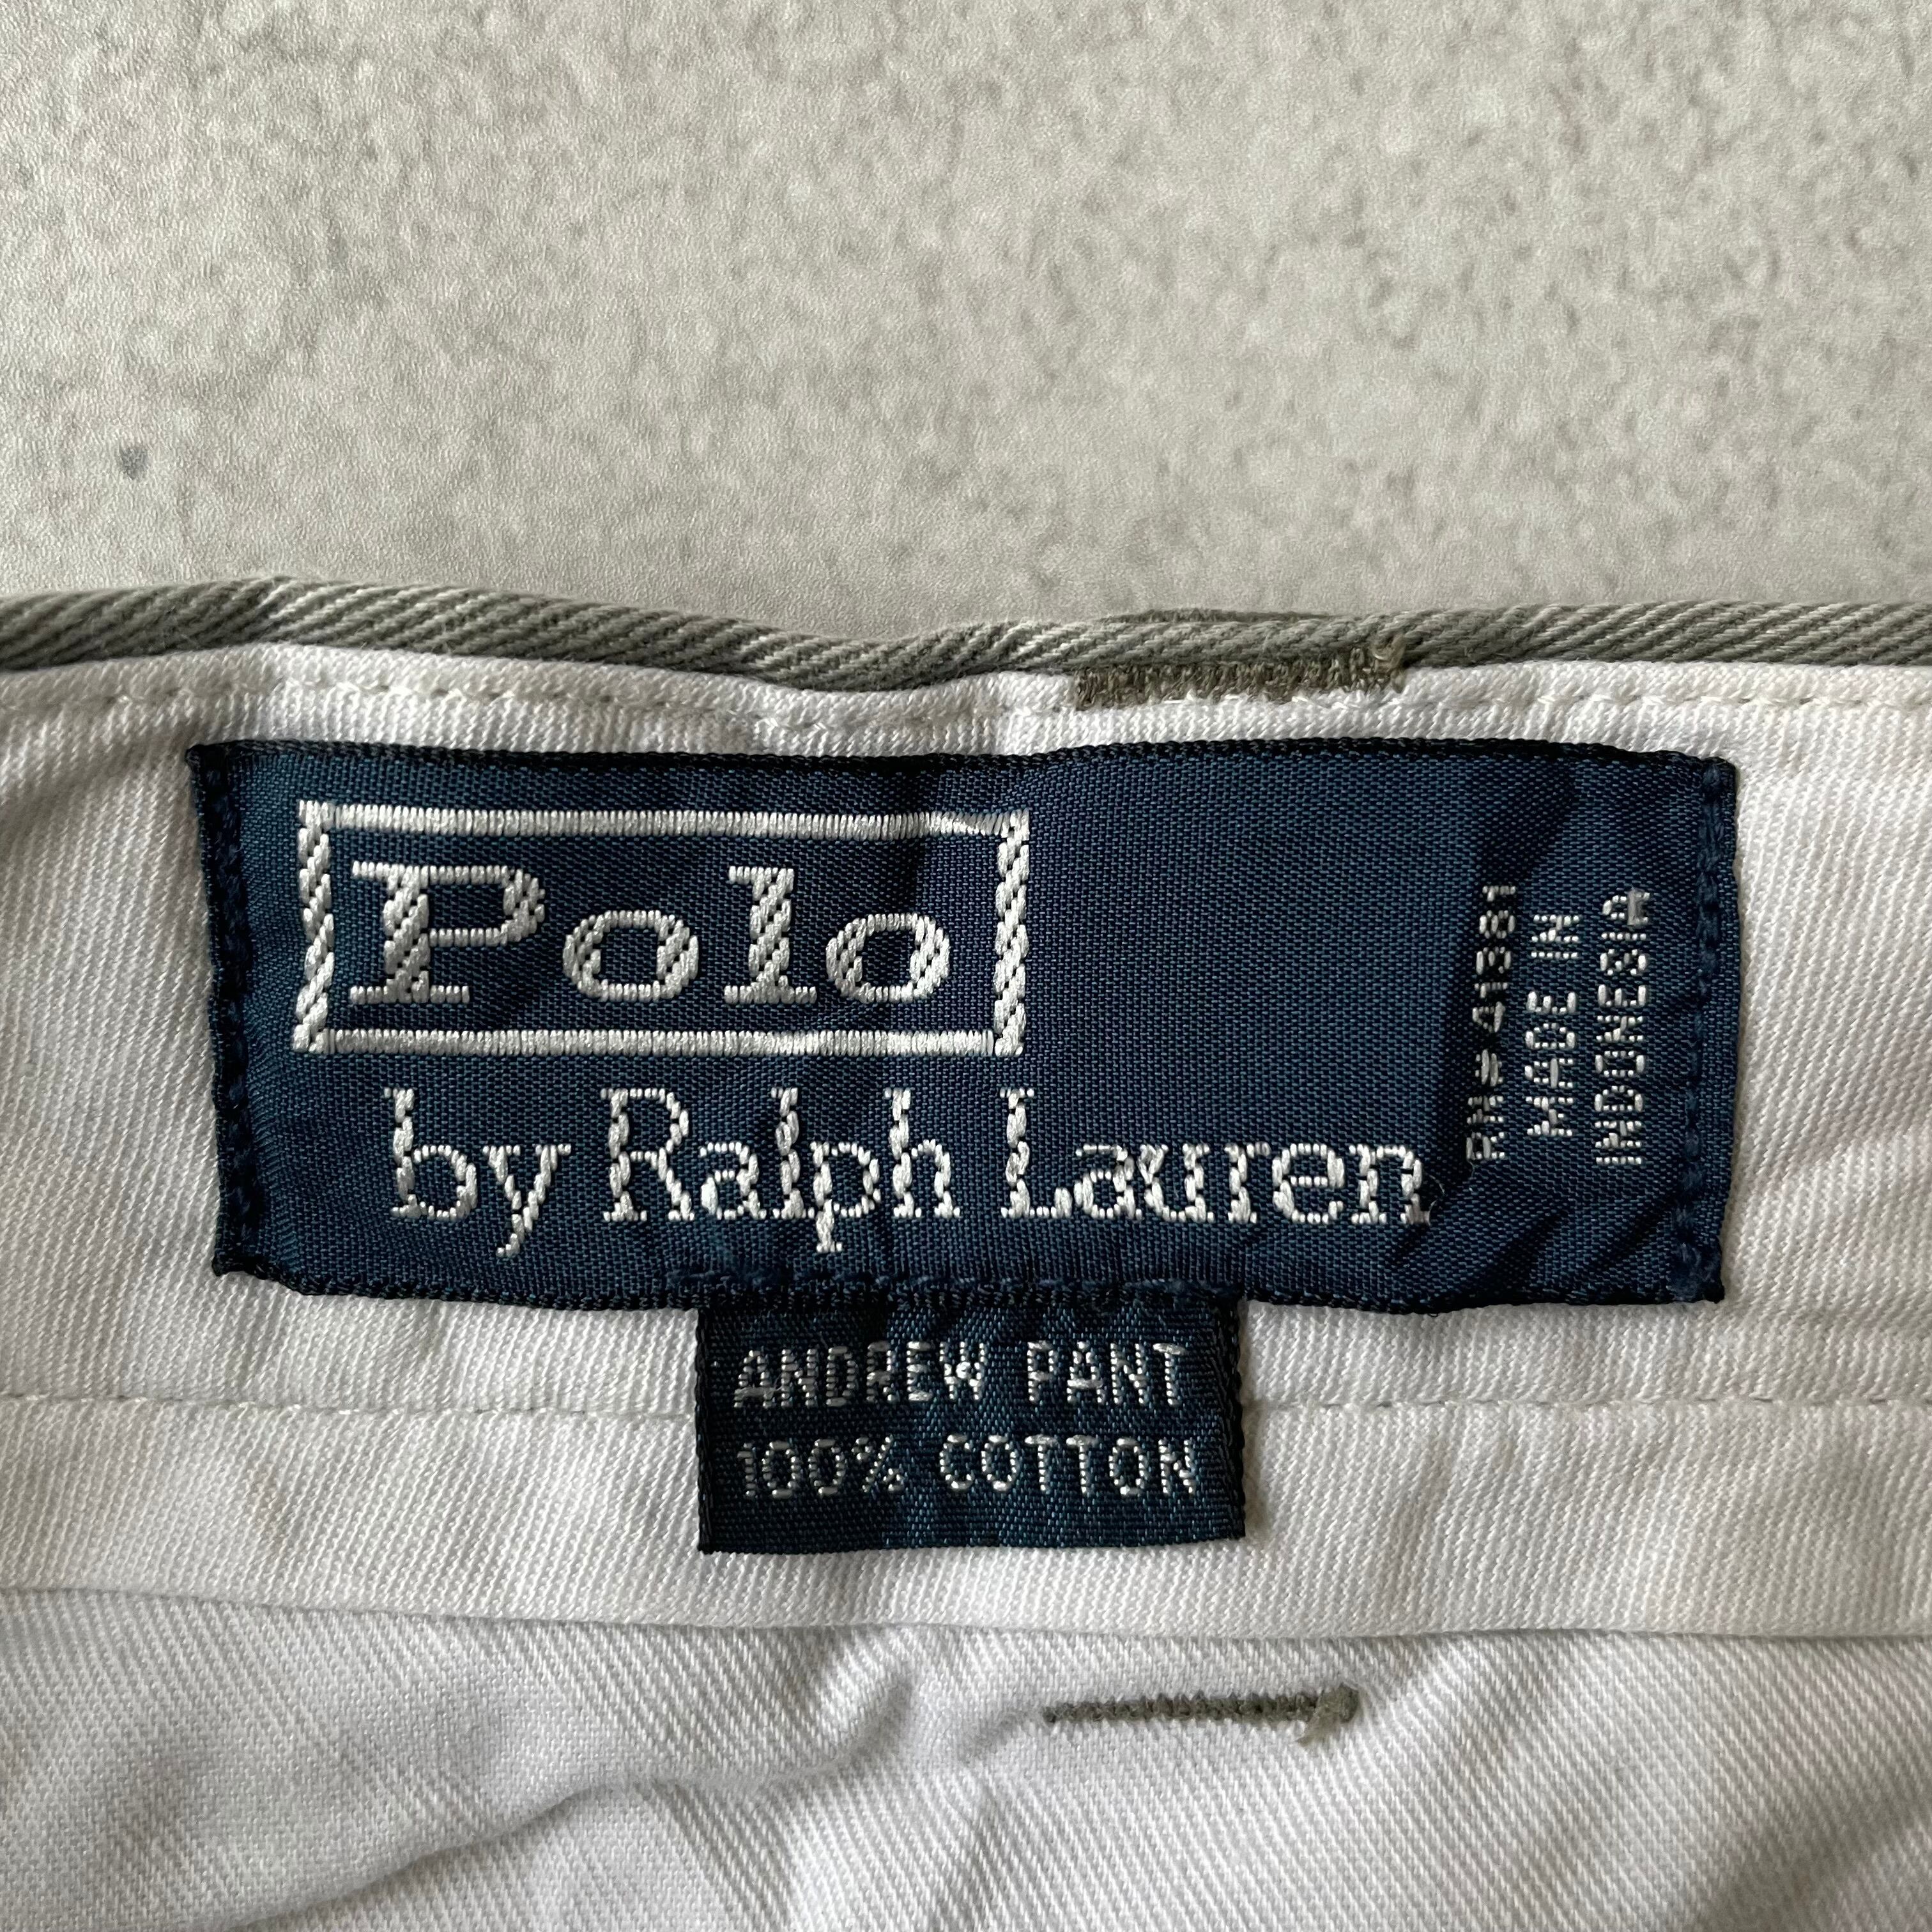 Polo
by Ralph Lauren
RN#41381
MADE IN
INDONESIA
ANDREW PANT
100% COTTON